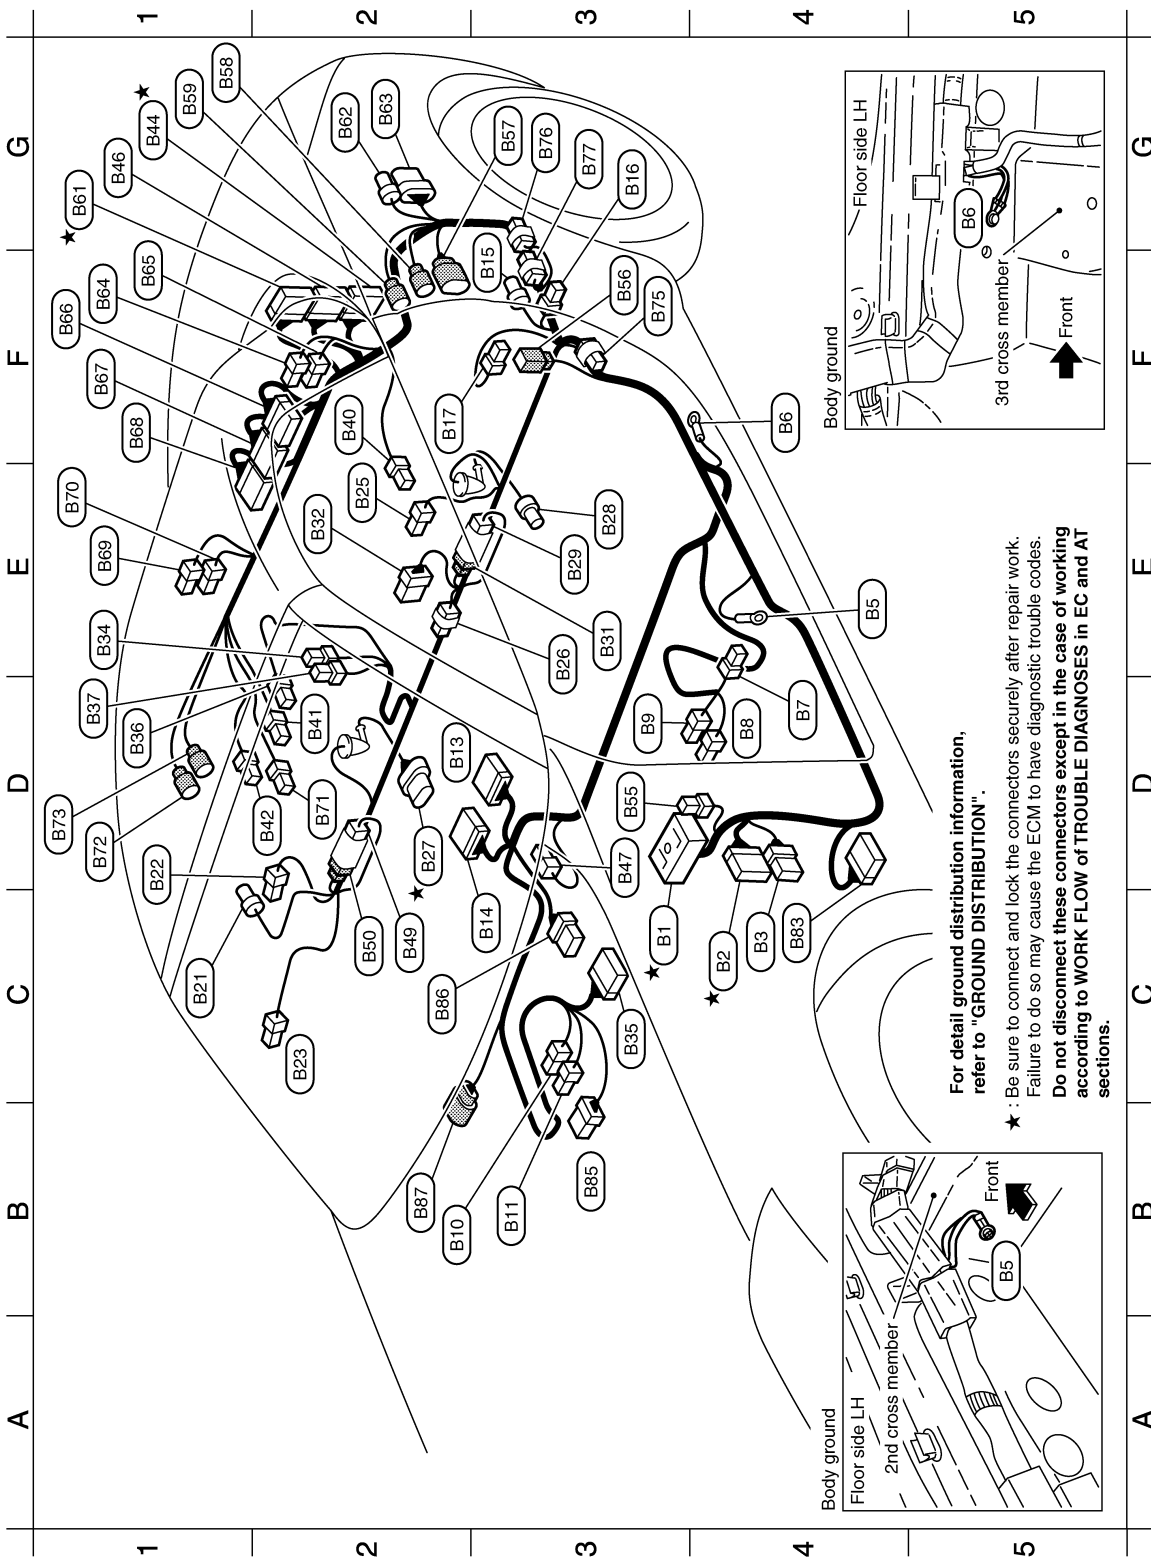 1
2
3
4
5
G
F
E
D
C
B
A
G
F
E
D
C
B
A
1
2
3
4
5
★
B61
B46
B44
★
B59
B58
B62
B63
B57
B76
B77
B16
B15
B56
B75
B17
B6
B64
B65
B66
B67
B68
B40
B25
B32
B28
B29
B31
B26
B70
B69
B34
B37
B36
B41
B71
B42
B73
B72
B22
B21
B23
B27
★
B50
B49
B13
B14
B47
B55
B9
B8
B7
B5
B1
★
B2
★
B3
B83
B86
B35
B87
B10
B11
B85
Body ground
Floor side LH
B6
3rd cross member
Front
Body ground
Floor side LH
2nd cross member
B5
Front
For detail ground distribution information,
refer to "GROUND DISTRIBUTION".
★ : Be sure to connect and lock the connectors securely after repair work.
Failure to do so may cause the ECM to have diagnostic trouble codes.
Do not disconnect these connectors except in the case of working
according to WORK FLOW of TROUBLE DIAGNOSES in EC and AT
sections.